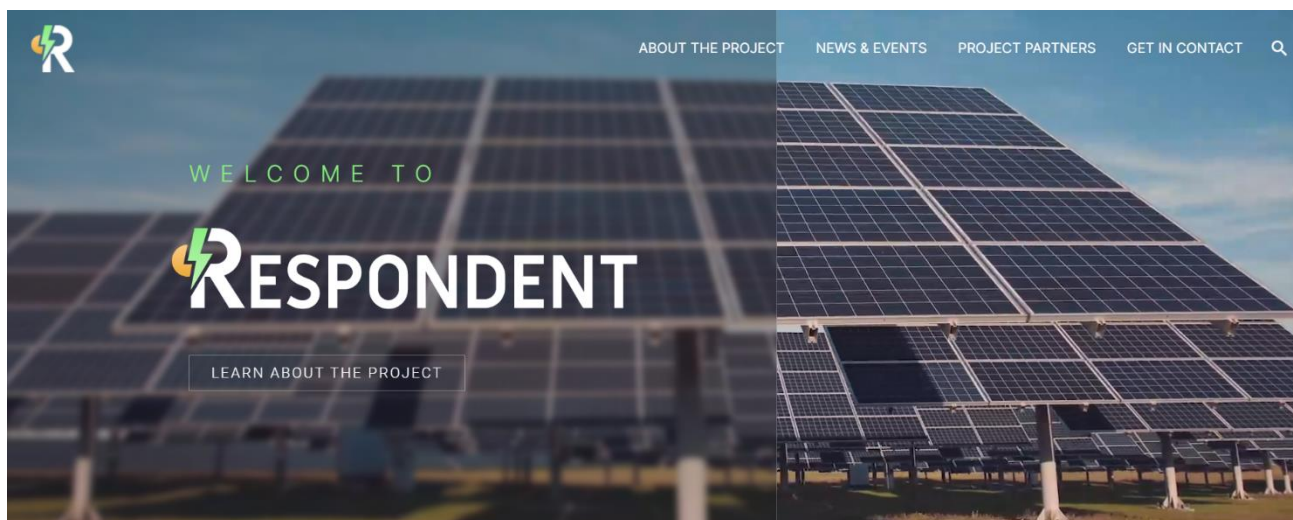 ABOUT THE PROJECT NEWS & EVENTS PROJECT PARTNERS GET IN CONTACT
WELCOME TO
RESPONDENT
LEARN ABOUT THE PROJECT